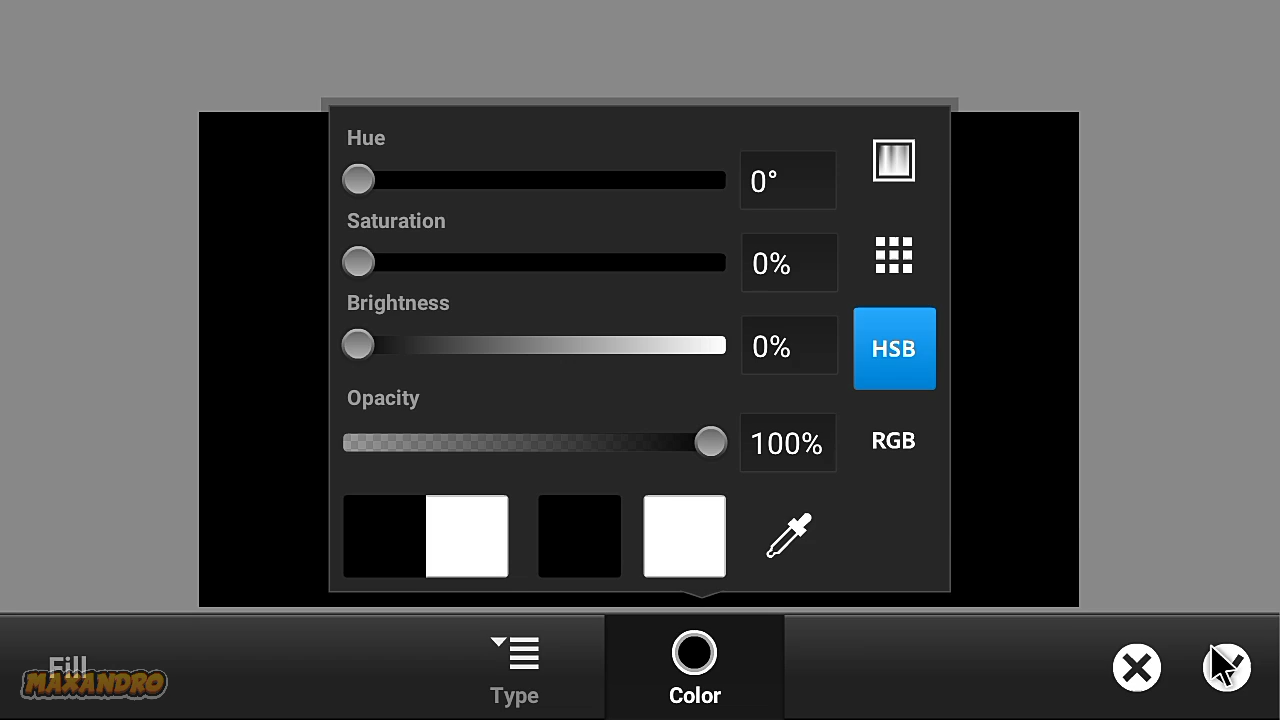 Hue
0°
Saturation
0%
Brightness
0%
HSB
Opacity
100%
RGB
Fill
MAXANDRO
Type
Color